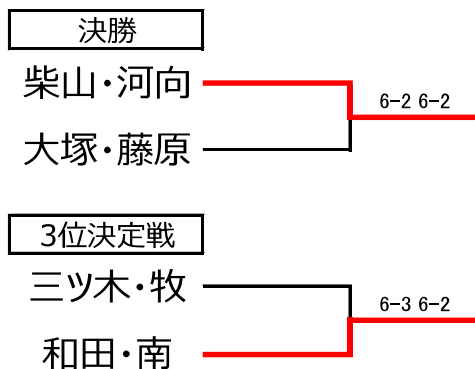 決勝
柴山・河向
6-2 6-2
大塚・藤原
3位決定戦
三ツ木・牧
6-3 6-2
和田・南